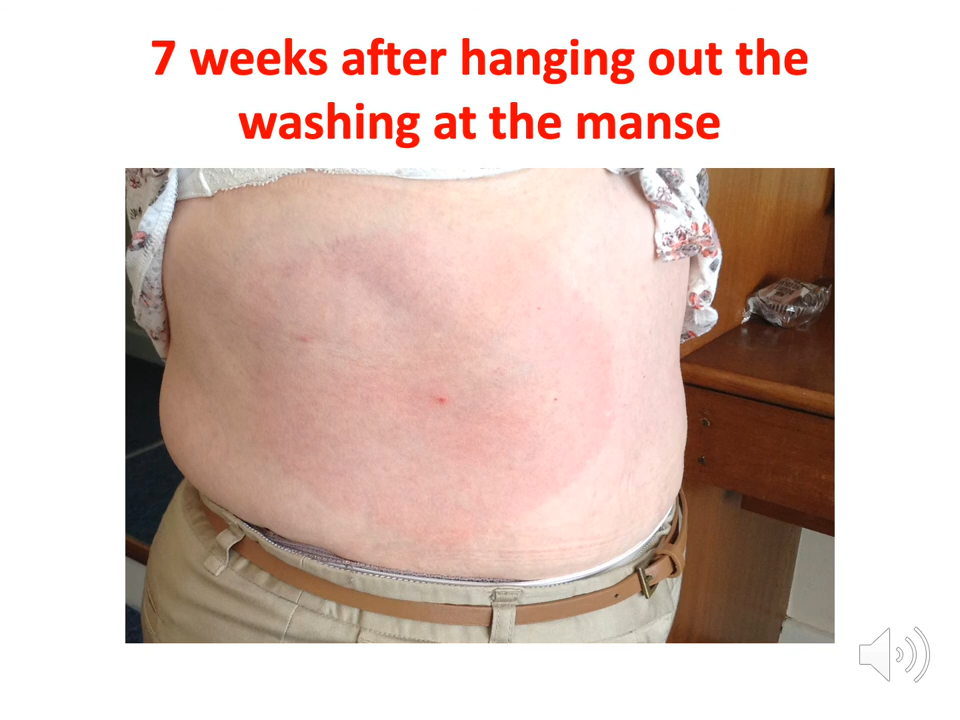 7 weeks after hanging out the
washing at the manse